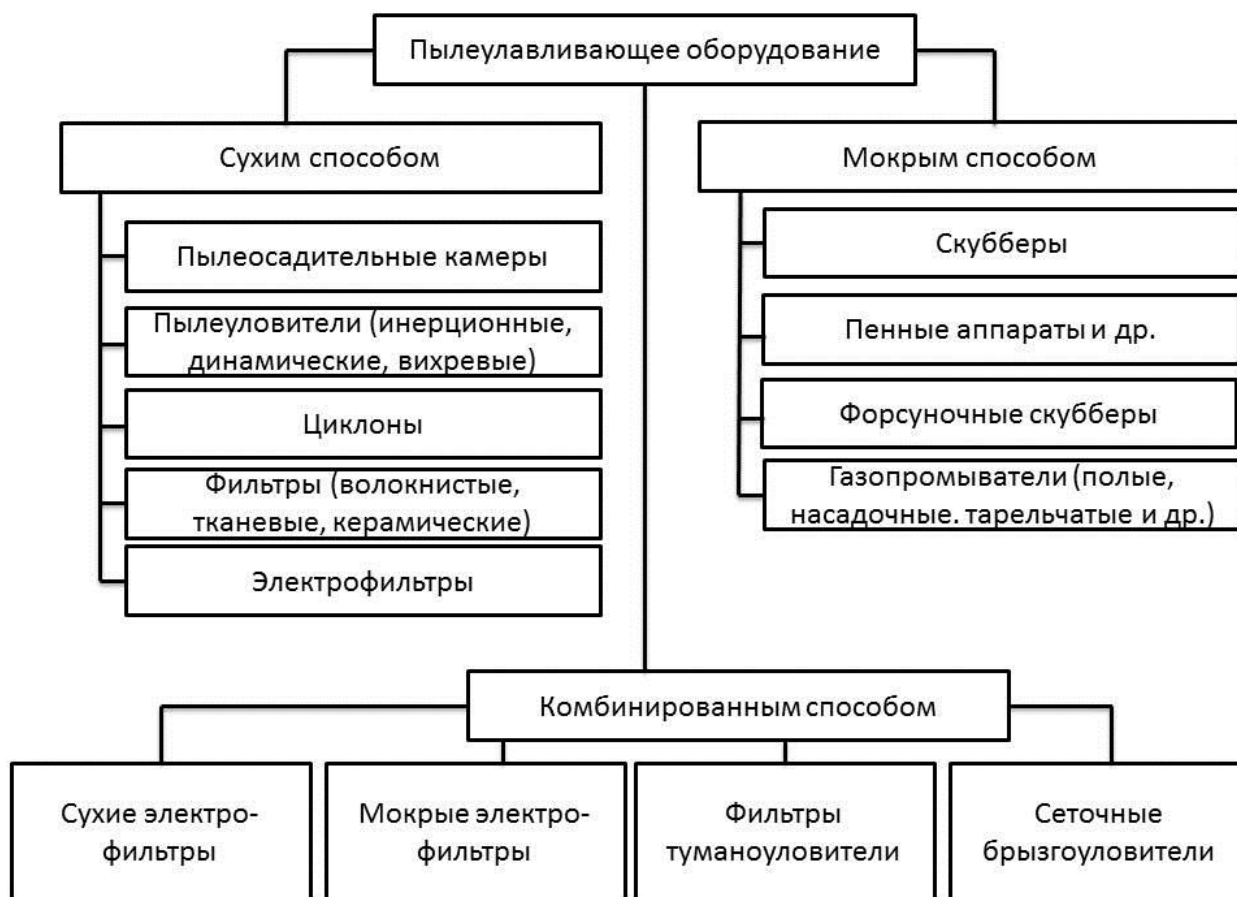 Пылеулавливающее оборудование
Сухим способом
Пылеосадительные камеры
Пылеуловители (инерционные,
динамические, вихревые)
Циклоны
Фильтры (волокнистые,
тканевые, керамические)
Электрофильтры
Мокрым способом
Скубберы
Пенные аппараты и др.
Форсуночные скубберы
Газопромыватели (полые,
насадочные. тарельчатые и др.)
Комбинированным способом
Сухие электро-
фильтры
Мокрые электро-
фильтры
Фильтры
туманоуловители
Сеточные
брызгоуловители